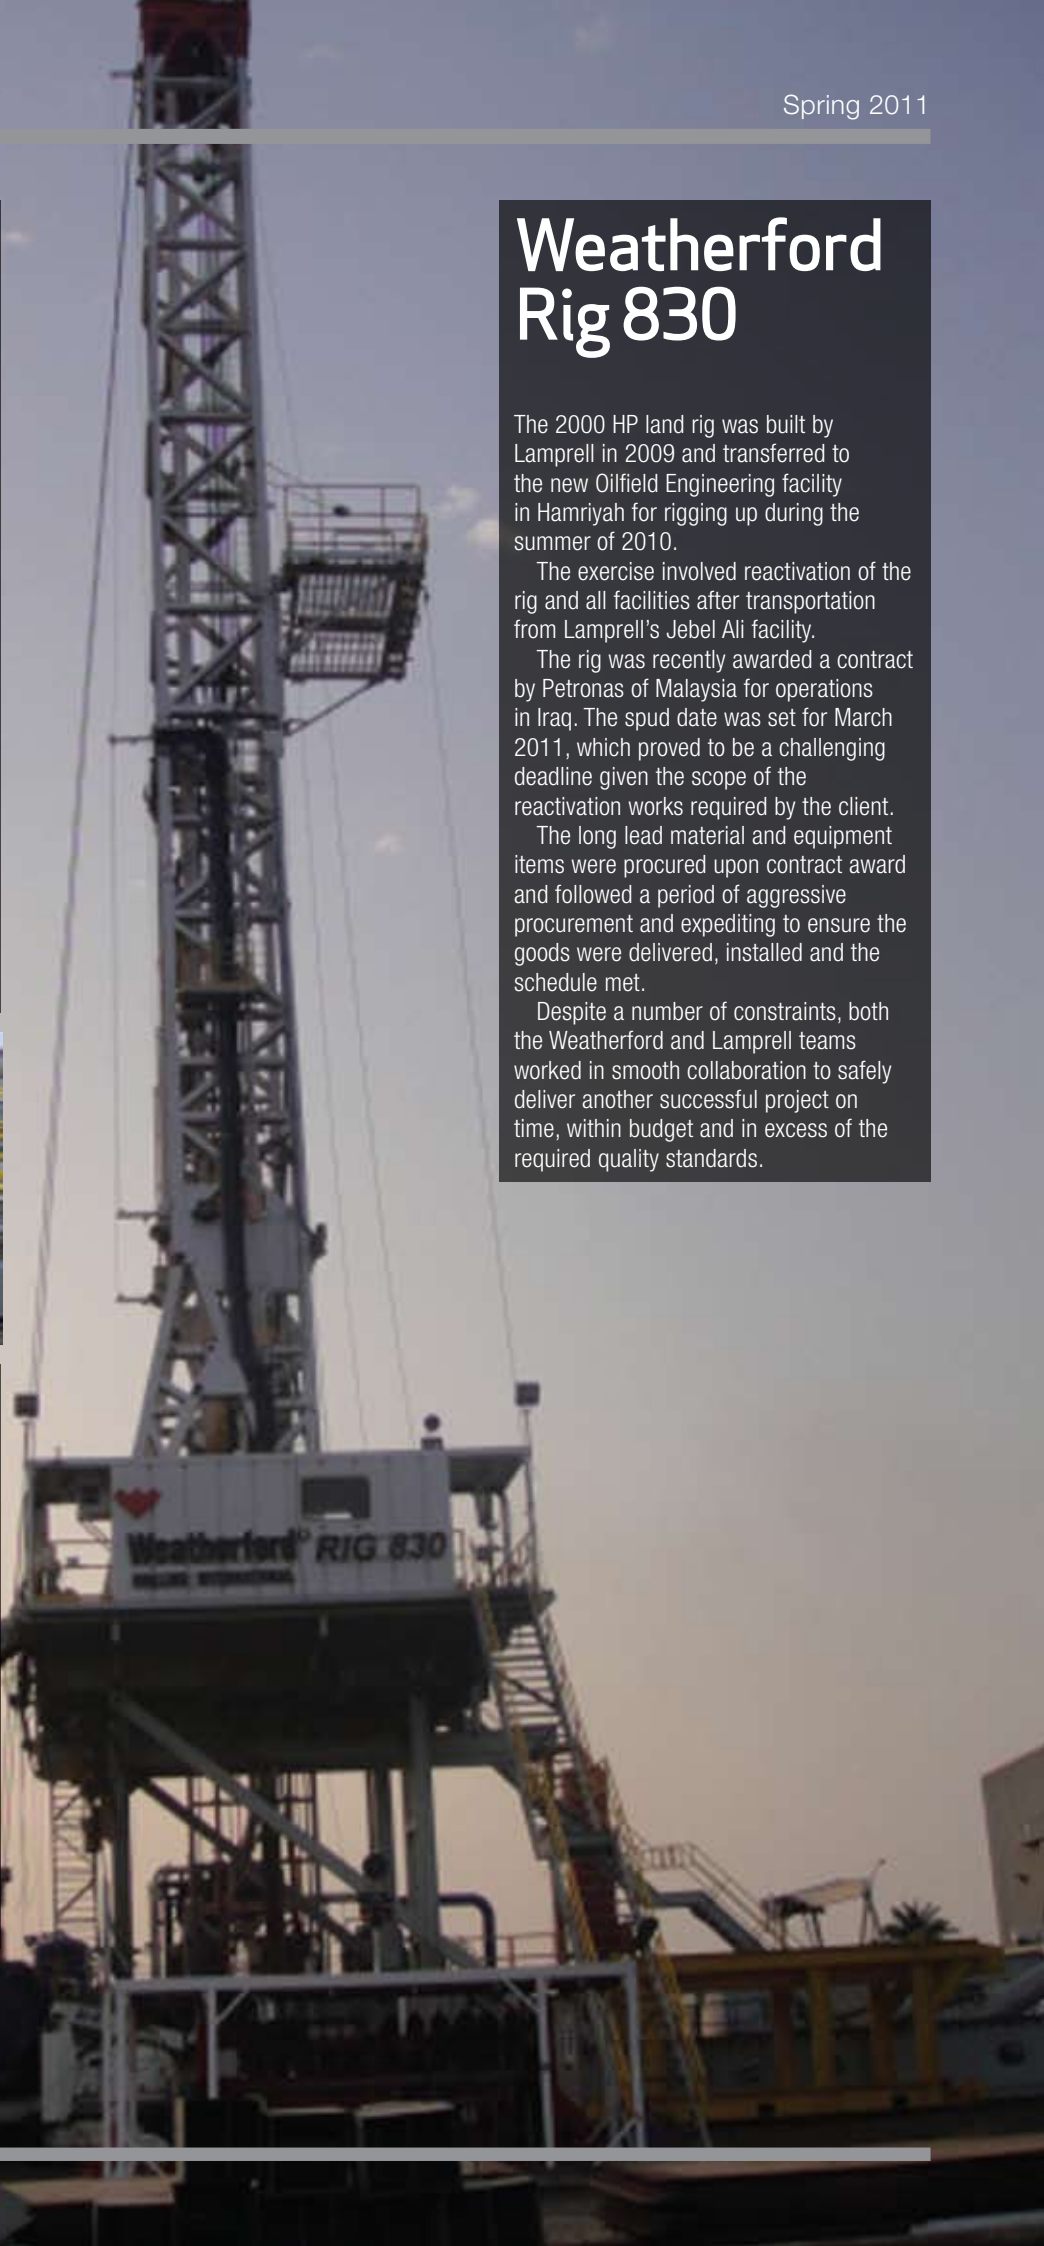 Spring 2011
Weatherford
Rig 830
The 2000 HP land rig was built by
Lamprell in 2009 and transferred to
the new Oilfield Engineering facility
in Hamriyah for rigging up during the
summer of 2010.
The exercise involved reactivation of the
rig and all facilities after transportation
from Lamprell’s Jebel Ali facility.
The rig was recently awarded a contract
by Petronas of Malaysia for operations
in Iraq. The spud date was set for March
2011, which proved to be a challenging
deadline given the scope of the
reactivation works required by the client.
The long lead material and equipment
items were procured upon contract award
and followed a period of aggressive
procurement and expediting to ensure the
goods were delivered, installed and the
schedule met.
Despite a number of constraints, both
the Weatherford and Lamprell teams
worked in smooth collaboration to safely
deliver another successful project on
time, within budget and in excess of the
required quality standards.
Weatherford® RIG 830